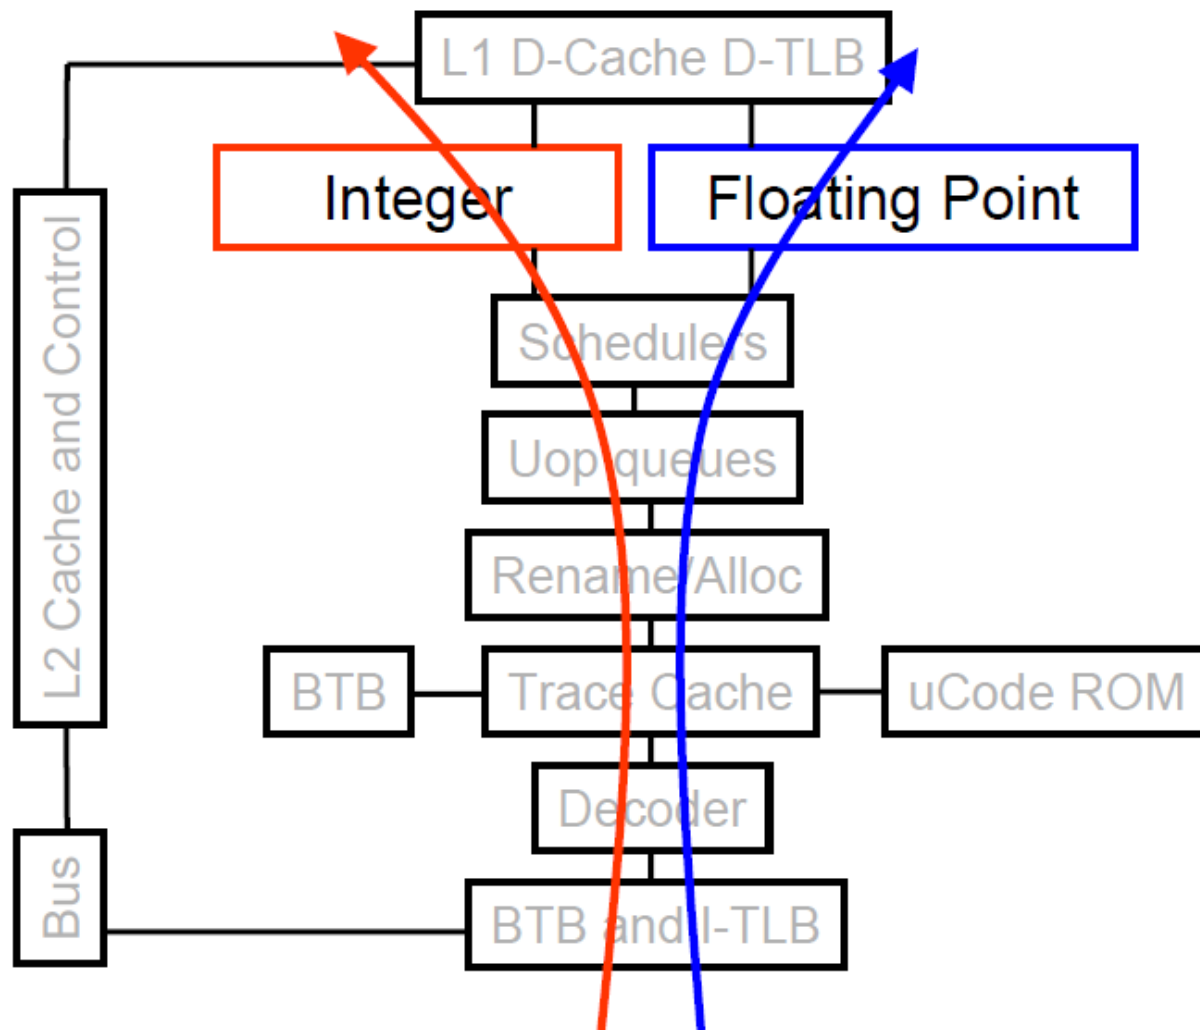 L1 D-Cache D-TLB
Integer
Floating Point
L2 Cache and Control
Schedulers
Uop queues
Rename/Alloc
BTB
Trace Cache
uCode ROM
Decoder
Bus
BTB and I-TLB